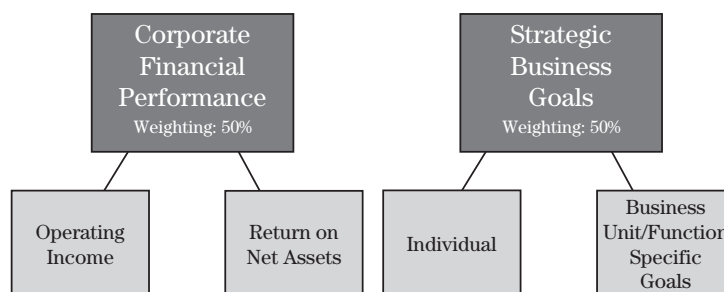 Corporate
Financial
Performance
Weighting: 50%
Strategic
Business
Goals
Weighting: 50%
Operating
Income
Return on
Net Assets
Individual
Business
Unit/Function
Specific
Goals